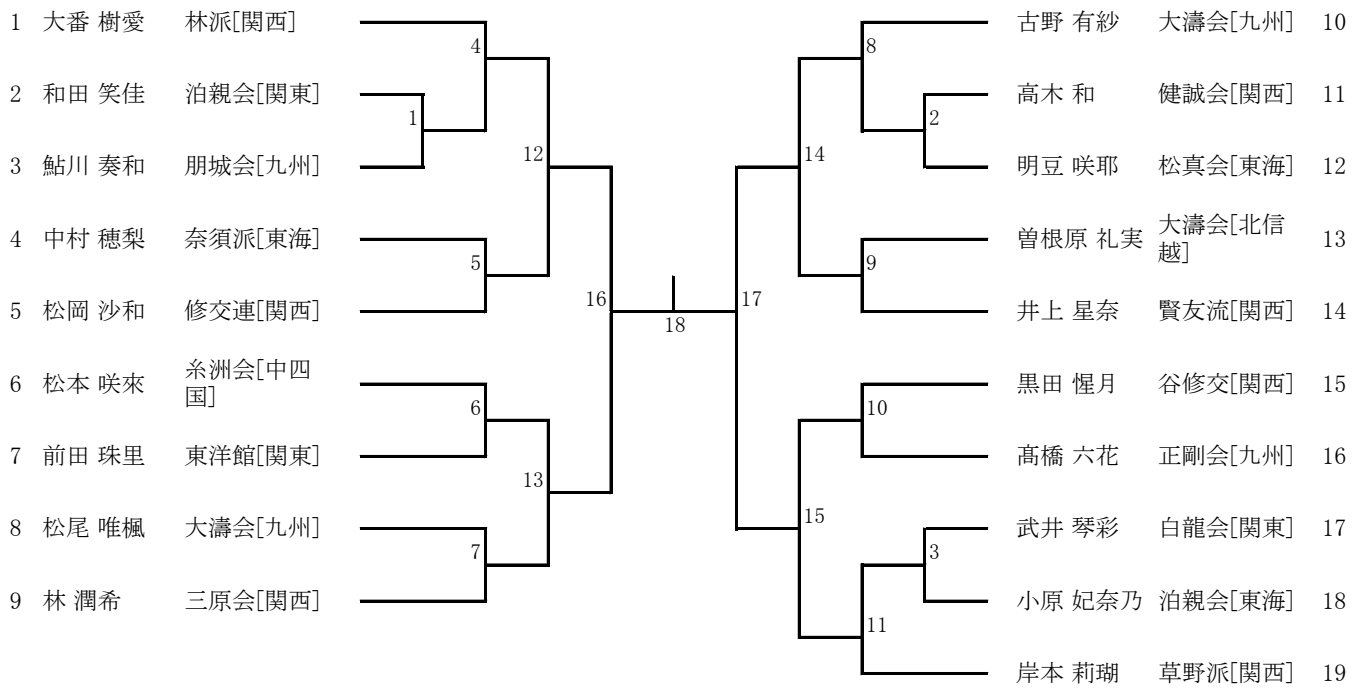 1 大番 樹愛 林派[関西]
2 和田 笑佳 泊親会[関東]
3 鮎川 奏和 朋城会[九州]
4 中村 穂梨 奈須派[東海]
5 松岡 沙和 修交連[関西]
6 松本 咲來 糸洲会[中四
国]
7 前田 珠里 東洋館[関東]
8 松尾 唯楓 大濤会[九州]
9 林 潤希 三原会[関西]
4
1
12
5
16
6
13
7
18
17
8
2
14
9
10
15
3
11
古野 有紗 大濤会[九州] 10
高木 和 健誠会[関西] 11
明豆 咲耶 松真会[東海] 12
曽根原 礼実 大濤会[北信
越] 13
井上 星奈 賢友流[関西] 14
黒田 惺月 谷修交[関西] 15
髙橋 六花 正剛会[九州] 16
武井 琴彩 白龍会[関東] 17
小原 妃奈乃 泊親会[東海] 18
岸本 莉瑚 草野派[関西] 19